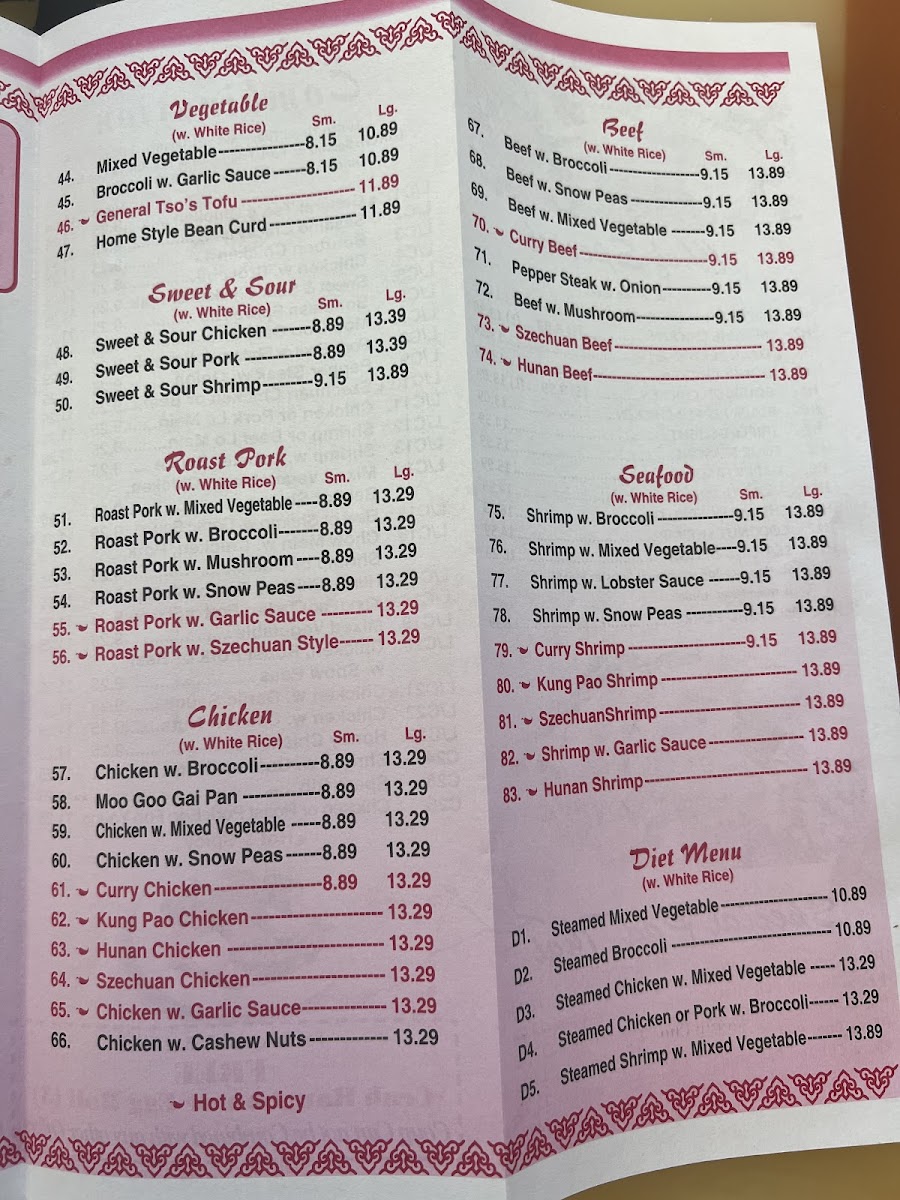 Vegetable
(w. White Rice) Sm. Lg.
44. Mixed Vegetable----------------8.15 10.89
45. Broccoli w. Garlic Sauce ------8.15 10.89
46. General Tso's Tofu --------------------- 11.89
47. Home Style Bean Curd---------------- 11.89
Sweet & Sour
(w. White Rice) Sm. Lg.
48. Sweet & Sour Chicken -------8.89 13.39
49. Sweet & Sour Pork ------------8.89 13.39
50. Sweet & Sour Shrimp---------9.15 13.89
Roast Pork
(w. White Rice) Sm. Lg.
51. Roast Pork w. Mixed Vegetable ----8.89 13.29
52. Roast Pork w. Broccoli-------8.89 13.29
53. Roast Pork w. Mushroom----8.89 13.29
54. Roast Pork w. Snow Peas----8.89 13.29
55. Roast Pork w. Garlic Sauce --------- 13.29
56. Roast Pork w. Szechuan Style------ 13.29
Chicken
(w. White Rice) Sm. Lg.
57. Chicken w. Broccoli----------8.89 13.29
58. Moo Goo Gai Pan -------------8.89 13.29
59. Chicken w. Mixed Vegetable ------8.89 13.29
60. Chicken w. Snow Peas-------8.89 13.29
61. Curry Chicken------------------8.89 13.29
62. Kung Pao Chicken----------------------- 13.29
63. Hunan Chicken --------------------------- 13.29
64. Szechuan Chicken----------------------- 13.29
65. Chicken w. Garlic Sauce-------------- 13.29
66. Chicken w. Cashew Nuts ------------- 13.29
Hot & Spicy
Beef
(w. White Rice) Sm. Lg.
67. Beef w. Broccoli-----------------9.15 13.89
68. Beef w. Snow Peas-------------9.15 13.89
69. Beef w. Mixed Vegetable -------9.15 13.89
70. Curry Beef-----------------------9.15 13.89
71. Pepper Steak w. Onion---------9.15 13.89
72. Beef w. Mushroom--------------9.15 13.89
73. Szechuan Beef--------------------------- 13.89
74. Hunan Beef------------------------------- 13.89
Seafood
(w. White Rice) Sm. Lg.
75. Shrimp w. Broccoli --------------9.15 13.89
76. Shrimp w. Mixed Vegetable----9.15 13.89
77. Shrimp w. Lobster Sauce ------9.15 13.89
78. Shrimp w. Snow Peas -----------9.15 13.89
79. Curry Shrimp ---------------------9.15 13.89
80. Kung Pao Shrimp ------------------------ 13.89
81. SzechuanShrimp-------------------------- 13.89
82. Shrimp w. Garlic Sauce----------------- 13.89
83. Hunan Shrimp----------------------------- 13.89
Diet Menu
(w. White Rice)
D1. Steamed Mixed Vegetable-------------------- 10.89
D2. Steamed Broccoli ----------------------------- 10.89
D3. Steamed Chicken w. Mixed Vegetable ----- 13.29
D4. Steamed Chicken or Pork w. Broccoli------ 13.29
D5. Steamed Shrimp w. Mixed Vegetable------- 13.89